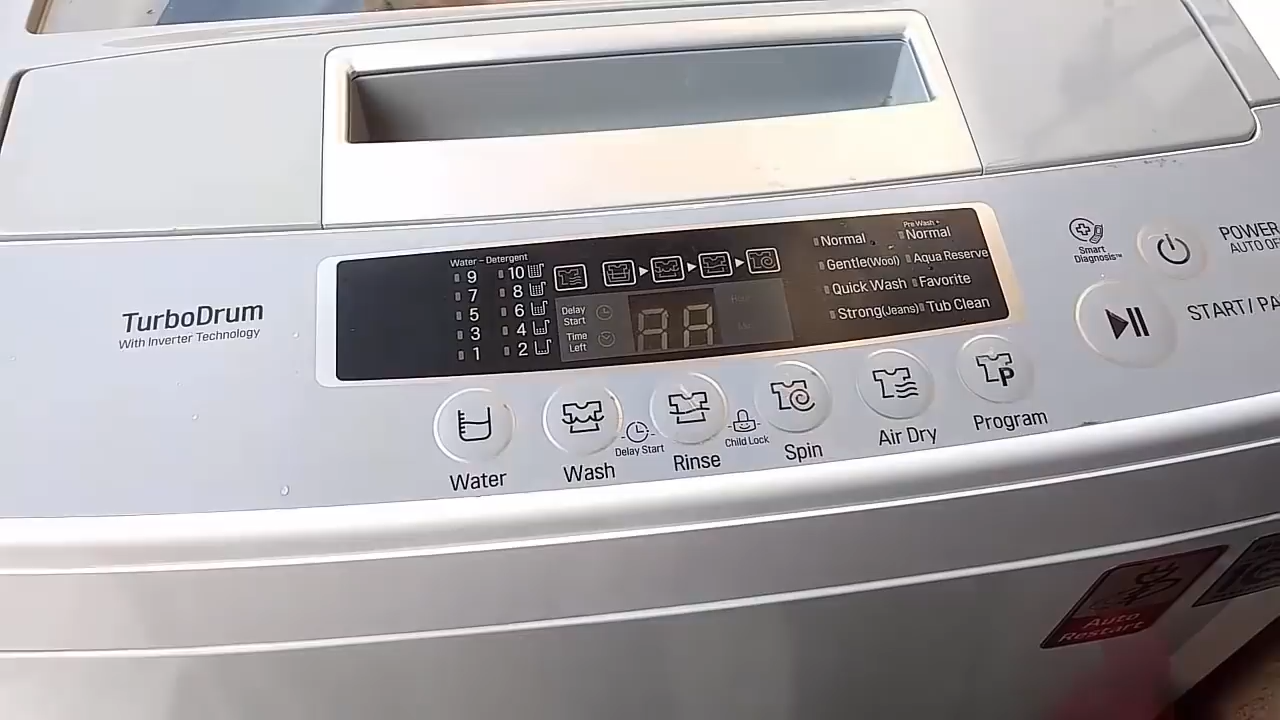 TurboDrum
With Inverter Technology
Water - Detergent
9 10
7 8
5 6
3 4
1 2
Delay Start
Time Left
Normal
Pre Wash +
Normal
Gentle(Wool) Aqua Reserve
Quick Wash Favorite
Strong(Jeans) Tub Clean
Smart Diagnosis™
POWER
AUTO
START/
Water
Wash
Delay Start
Rinse
Child Lock
Spin
Air Dry
P
Program
Auto
Restart